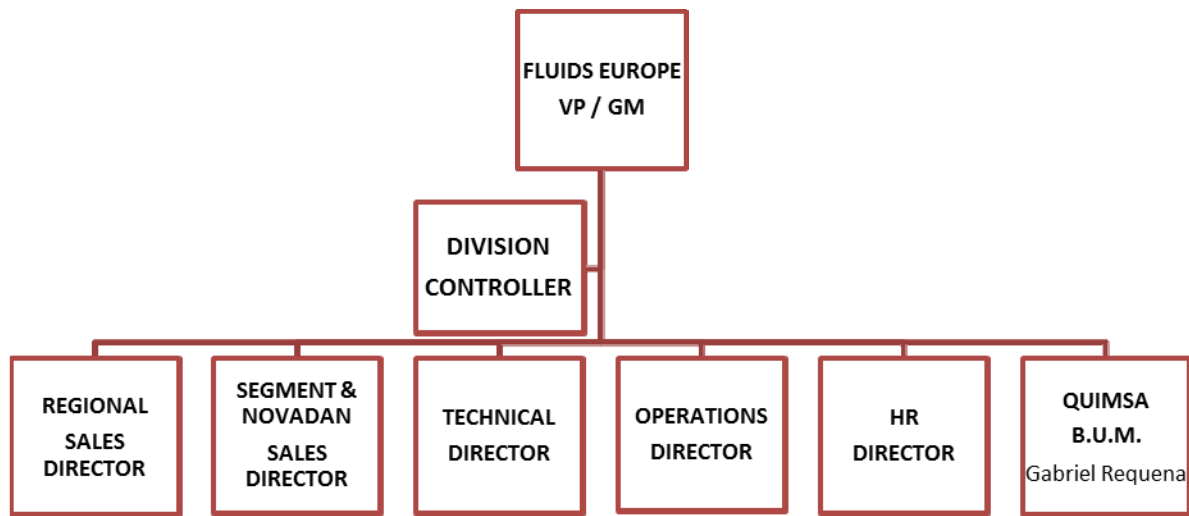 FLUIDS EUROPE
VP / GM
DIVISION
CONTROLLER
REGIONAL
SALES
DIRECTOR
SEGMENT &
NOVADAN
SALES
DIRECTOR
TECHNICAL
DIRECTOR
OPERATIONS
DIRECTOR
HR
DIRECTOR
QUIMSA
B.U.M.
Gabriel Requena